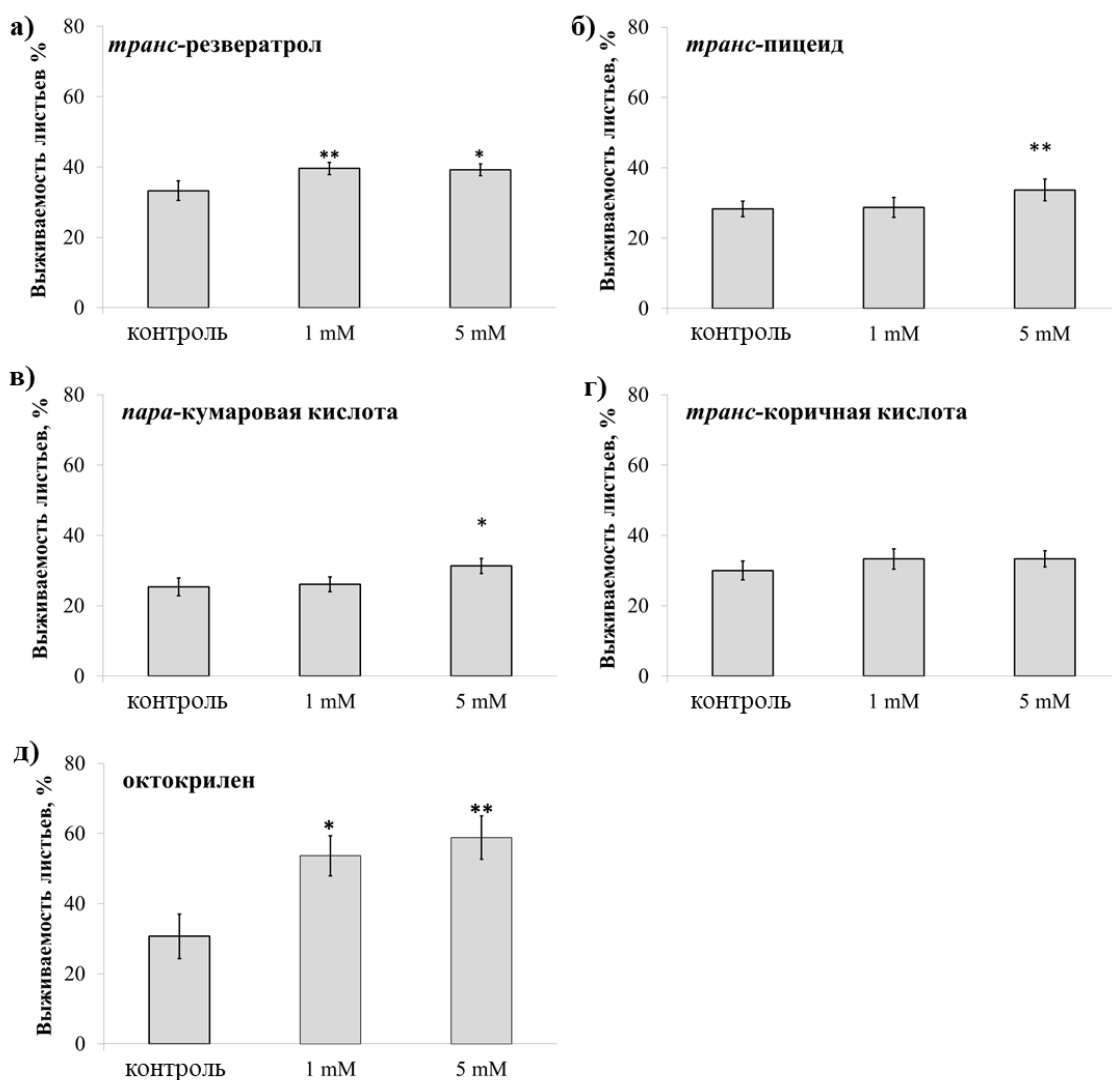 а)
транс-резвератрол
Выживаемость листьев %
80
60
40
20
0
**
*
контроль
1 mM
5 mM
б)
транс-пицеид
Выживаемость листьев, %
80
60
40
20
0
**
контроль
1 mM
5 mM
в)
пара-кумаровая кислота
Выживаемость листьев, %
80
60
40
20
0
*
контроль
1 mM
5 mM
г)
транс-коричная кислота
Выживаемость листьев, %
80
60
40
20
0
контроль
1 mM
5 mM
д)
октокрилен
Выживаемость листьев, %
80
60
40
20
0
*
**
контроль
1 mM
5 mM